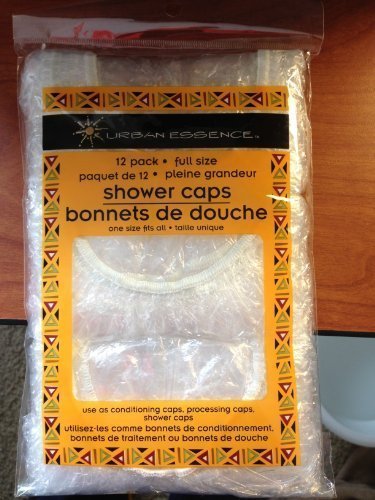 URBAN ESSENCE™
12 pack • full size
paquet de 12 • pleine grandeur
shower caps
bonnets de douche
one size fits all • taille unique
use as conditioning caps, processing caps,
shower caps
utilisez-les comme bonnets de conditionnement,
bonnets de traitement ou bonnets de douche